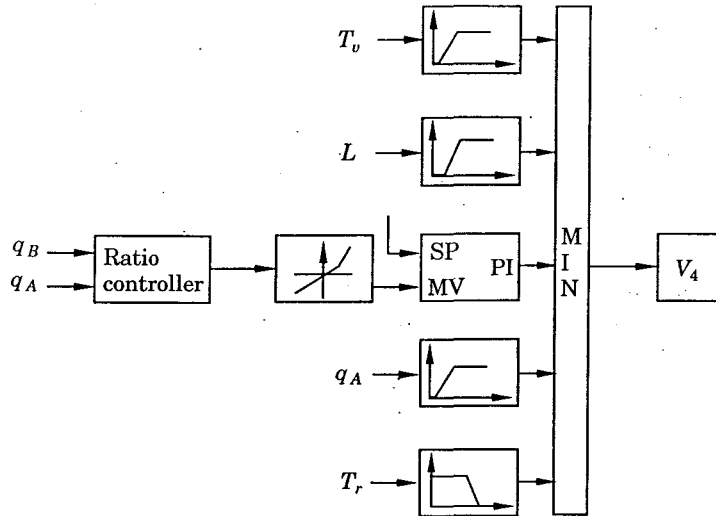 T_v
L
q_B
q_A
Ratio
controller
SP
MV
PI
M
I
N
V_4
q_A
T_r